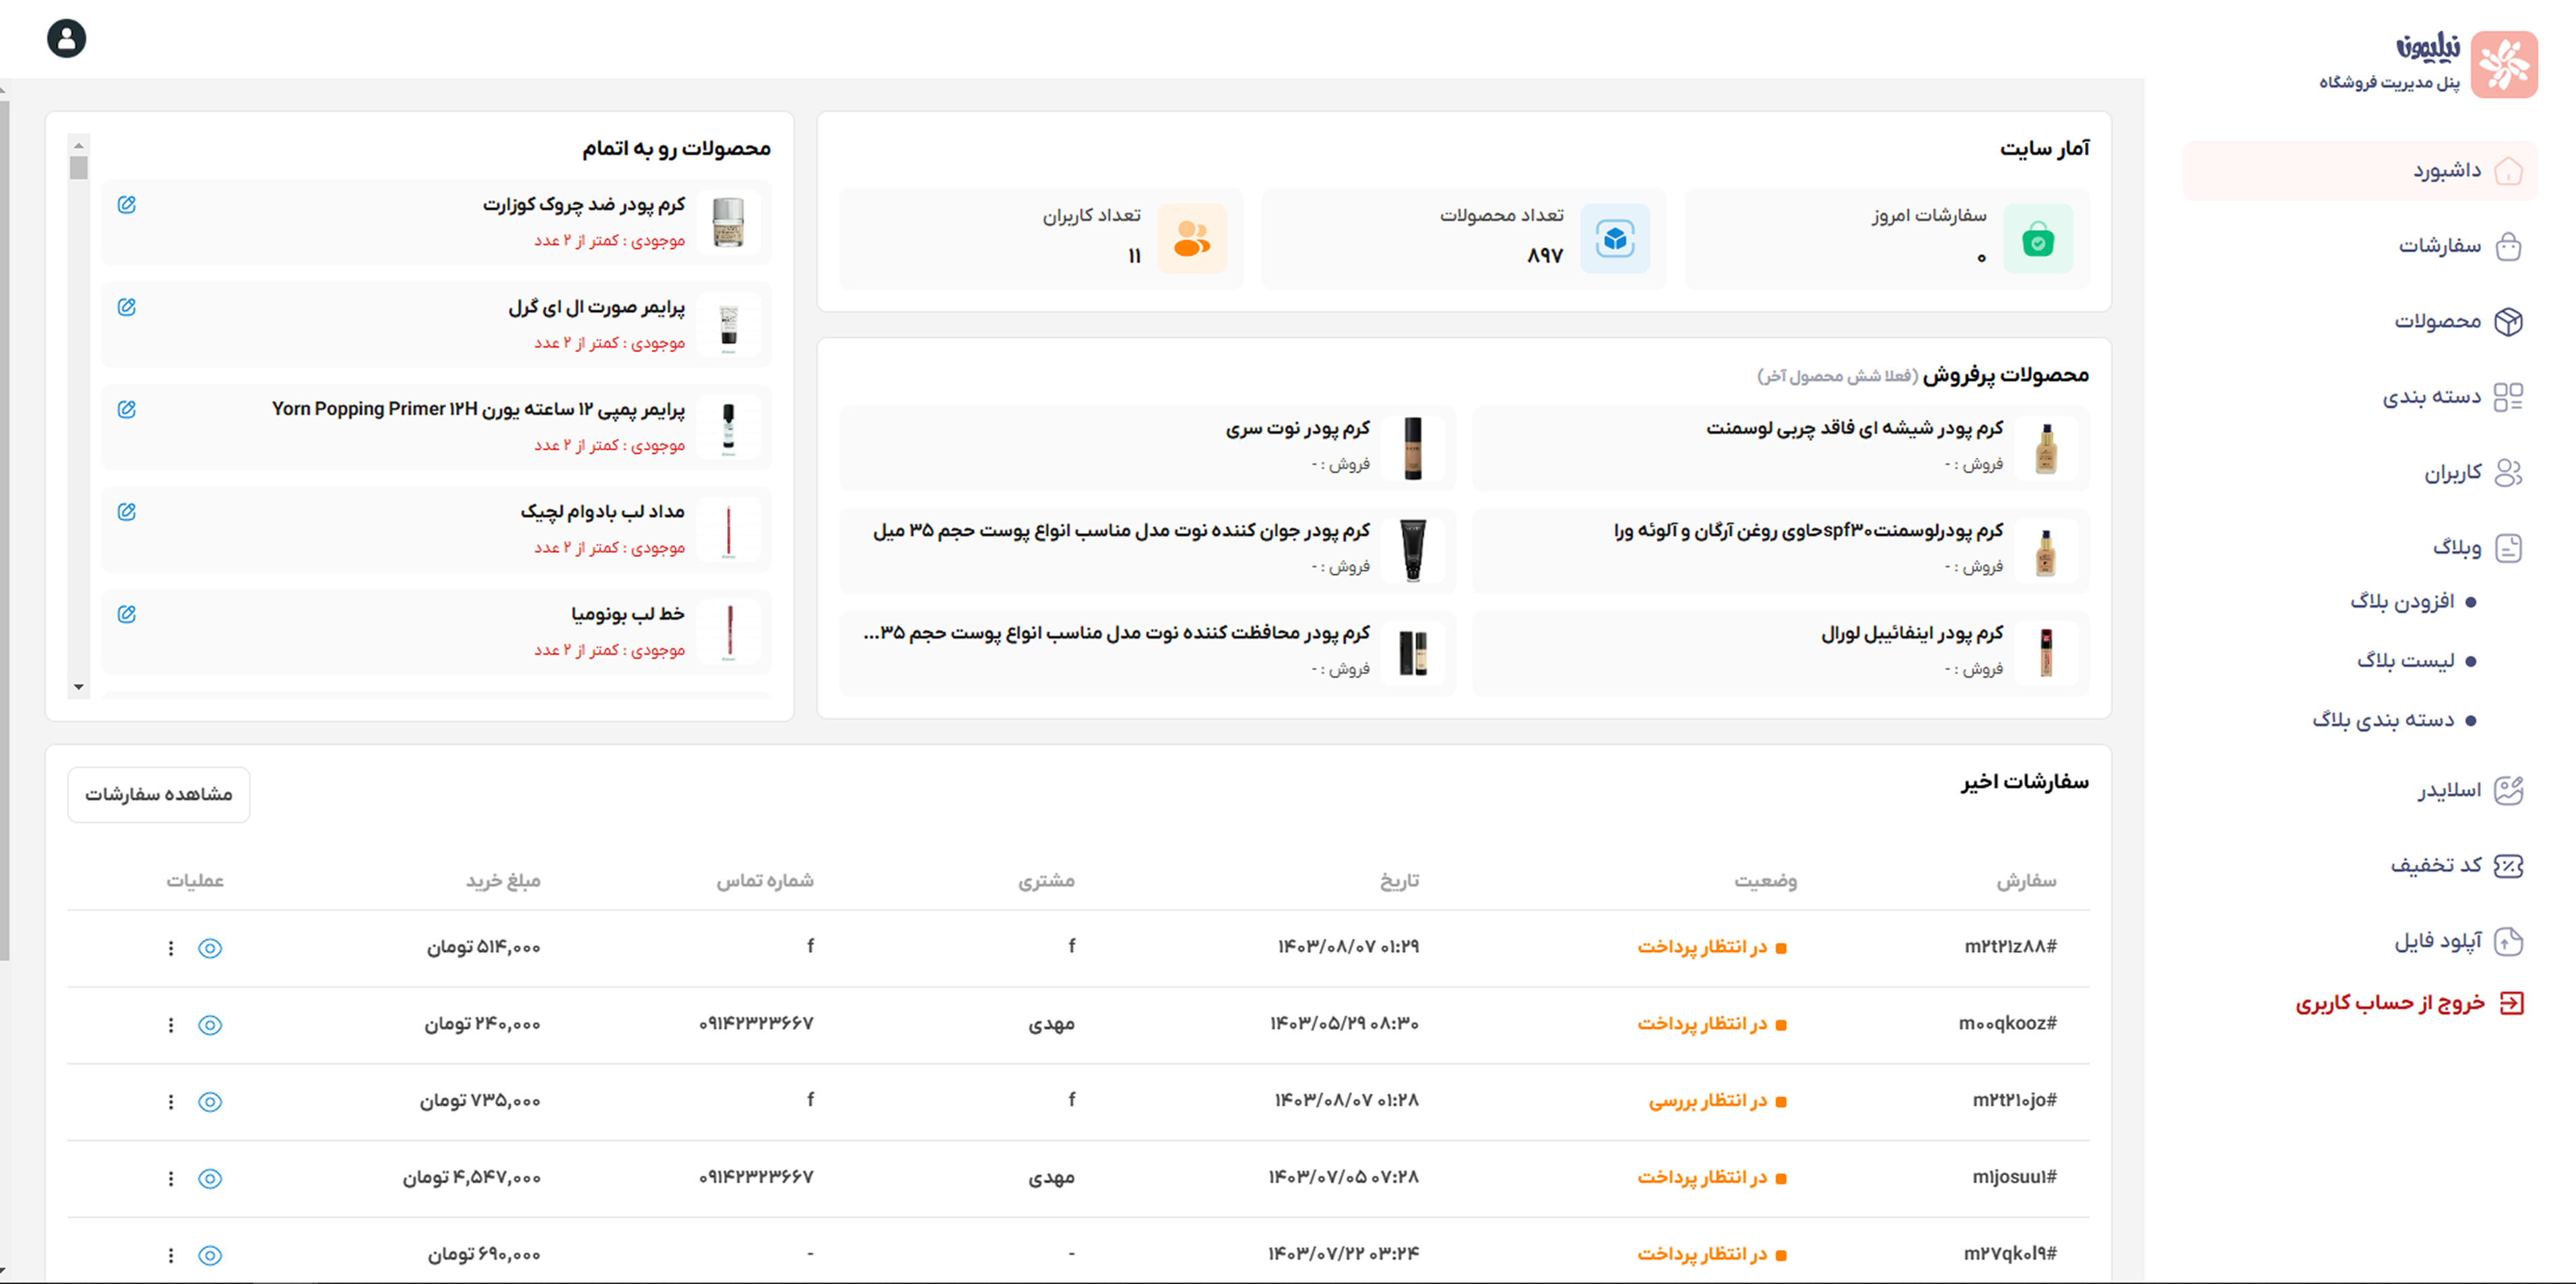 نیلیمون
پنل مدیریت فروشگاه
داشبورد
سفارشات
محصولات
دسته بندی
کاربران
وبلاگ
افزودن بلاگ
لیست بلاگ
دسته بندی بلاگ
اسلایدر
کد تخفیف
آپلود فایل
خروج از حساب کاربری
آمار سایت
سفارشات امروز
۰
تعداد محصولات
۸۹۷
تعداد کاربران
۱۱
محصولات پرفروش (فعلا شش محصول آخر)
کرم پودر شیشه ای فاقد چربی لوسمنت
فروش : -
کرم پودر نوت سری
فروش : -
کرم پودرلوسمنتspf۳۰حاوی روغن آرگان و آلوئه ورا
فروش : -
کرم پودر جوان کننده نوت مدل مناسب انواع پوست حجم ۳۵ میل
فروش : -
کرم پودر اینفائیبل لورال
فروش : -
کرم پودر محافظت کننده نوت مدل مناسب انواع پوست حجم ۳۵...
فروش : -
محصولات رو به اتمام
کرم پودر ضد چروک کوزارت
موجودی : کمتر از ۲ عدد
پرایمر صورت ال ای گرل
موجودی : کمتر از ۲ عدد
پرایمر پمپی ۱۲ ساعته یورن Yorn Popping Primer ۱۲H
موجودی : کمتر از ۲ عدد
مداد لب بادوام لچیک
موجودی : کمتر از ۲ عدد
خط لب بونومیا
موجودی : کمتر از ۲ عدد
سفارشات اخیر
مشاهده سفارشات
سفارش وضعیت تاریخ مشتری شماره تماس مبلغ خرید عملیات
m۲t۲۱z۸۸# در انتظار پرداخت ۱۴۰۳/۰۸/۰۷ ۰۱:۲۹ f f ۵۱۴,۰۰۰ تومان
m۰۰qkooz# در انتظار پرداخت ۱۴۰۳/۰۵/۲۹ ۰۸:۳۰ مهدی ۰۹۱۴۲۳۲۳۶۶۷ ۲۴۰,۰۰۰ تومان
m۲t۲۱۰jo# در انتظار بررسی ۱۴۰۳/۰۸/۰۷ ۰۱:۲۸ f f ۷۳۵,۰۰۰ تومان
m۱josuu۱# در انتظار پرداخت ۱۴۰۳/۰۷/۰۵ ۰۷:۲۸ مهدی ۰۹۱۴۲۳۲۳۶۶۷ ۴,۵۴۷,۰۰۰ تومان
m۲۷qk۰l۹# در انتظار پرداخت ۱۴۰۳/۰۷/۲۲ ۰۳:۲۴ - - ۶۹۰,۰۰۰ تومان